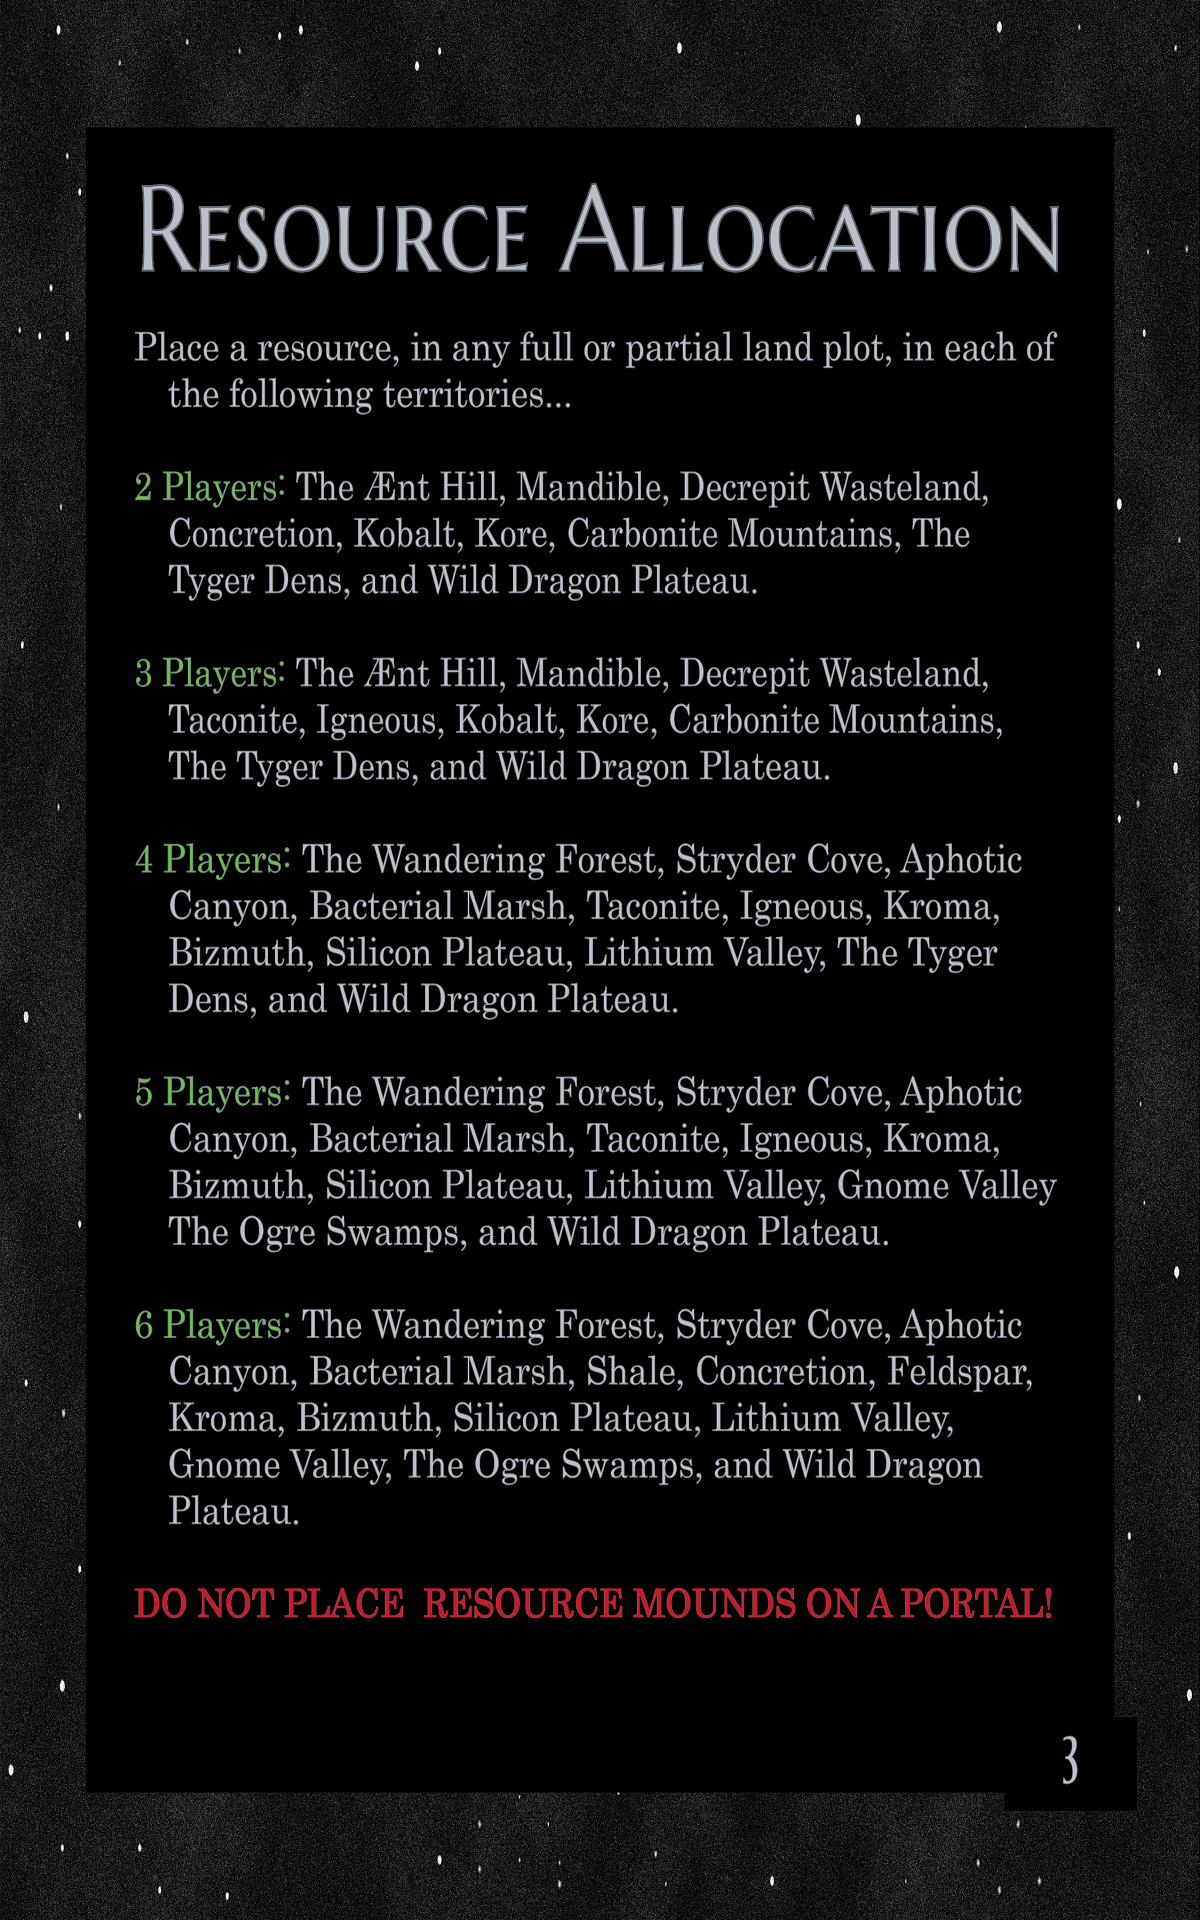 Resource Allocation
Place a resource, in any full or partial land plot, in each of
the following territories...
2 Players: The Ænt Hill, Mandible, Decrepit Wasteland,
Concretion, Kobalt, Kore, Carbonite Mountains, The
Tyger Dens, and Wild Dragon Plateau.
3 Players: The Ænt Hill, Mandible, Decrepit Wasteland,
Taconite, Igneous, Kobalt, Kore, Carbonite Mountains,
The Tyger Dens, and Wild Dragon Plateau.
4 Players: The Wandering Forest, Stryder Cove, Aphotic
Canyon, Bacterial Marsh, Taconite, Igneous, Kroma,
Bizmuth, Silicon Plateau, Lithium Valley, The Tyger
Dens, and Wild Dragon Plateau.
5 Players: The Wandering Forest, Stryder Cove, Aphotic
Canyon, Bacterial Marsh, Taconite, Igneous, Kroma,
Bizmuth, Silicon Plateau, Lithium Valley, Gnome Valley
The Ogre Swamps, and Wild Dragon Plateau.
6 Players: The Wandering Forest, Stryder Cove, Aphotic
Canyon, Bacterial Marsh, Shale, Concretion, Feldspar,
Kroma, Bizmuth, Silicon Plateau, Lithium Valley,
Gnome Valley, The Ogre Swamps, and Wild Dragon
Plateau.
DO NOT PLACE  RESOURCE MOUNDS ON A PORTAL!
3